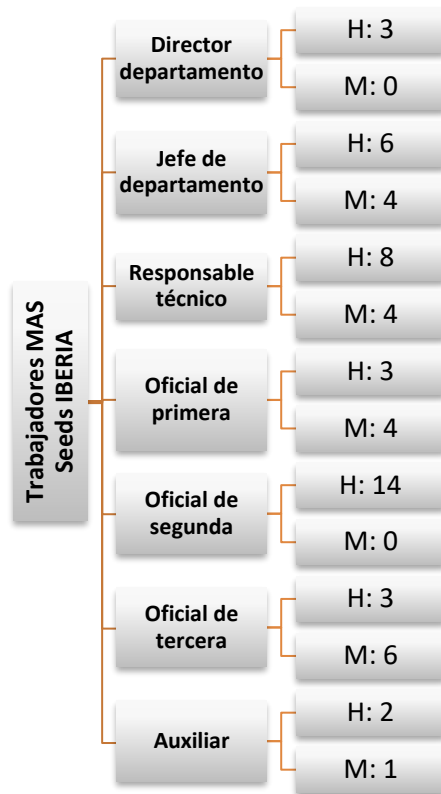 Trabajadores MAS
Seeds IBERIA
Director
departamento
H: 3
M: 0
Jefe de
departamento
H: 6
M: 4
Responsable
técnico
H: 8
M: 4
Oficial de
primera
H: 3
M: 4
Oficial de
segunda
H: 14
M: 0
Oficial de
tercera
H: 3
M: 6
Auxiliar
H: 2
M: 1